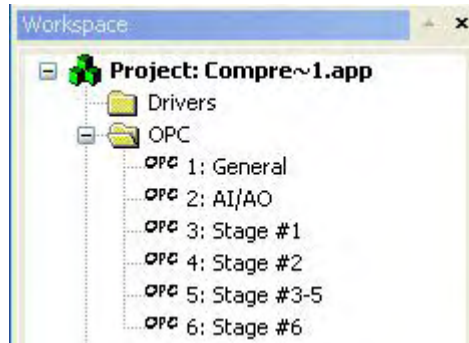 Workspace
Project: Compre~1.app
Drivers
OPC
OPC 1: General
OPC 2: AI/AO
OPC 3: Stage #1
OPC 4: Stage #2
OPC 5: Stage #3-5
OPC 6: Stage #6